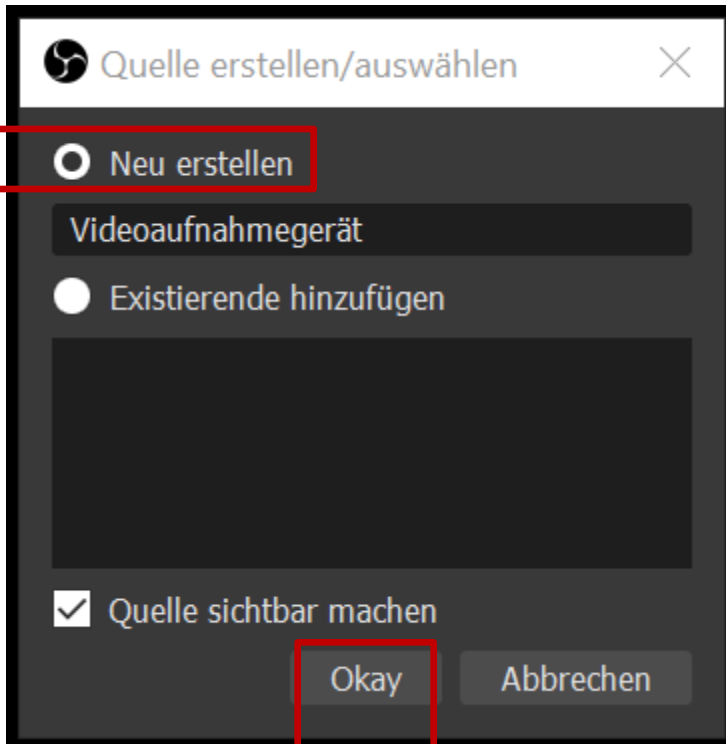 Quelle erstellen/auswählen
Neu erstellen
Videoaufnahmegerät
Existierende hinzufügen
Quelle sichtbar machen
Okay Abbrechen